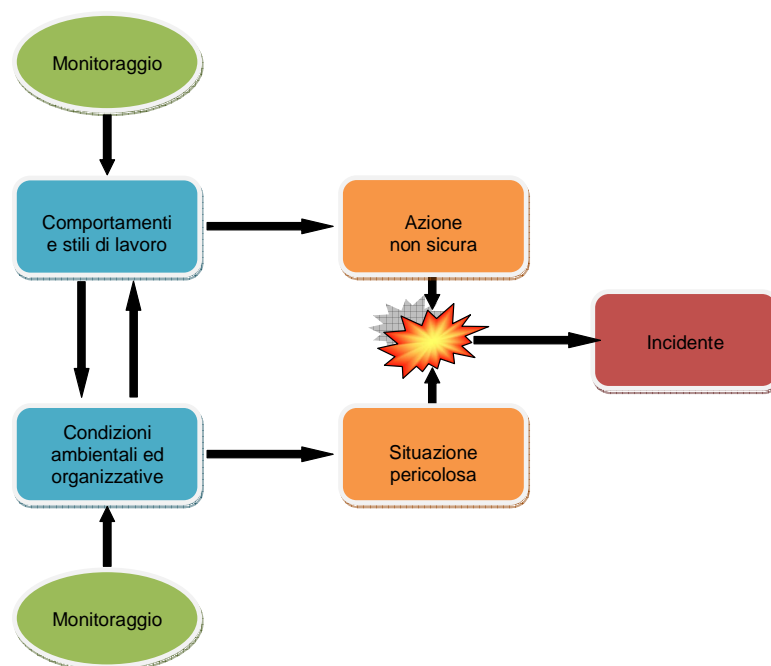 Monitoraggio
Comportamenti
e stili di lavoro
Azione
non sicura
Incidente
Condizioni
ambientali ed
organizzative
Situazione
pericolosa
Monitoraggio